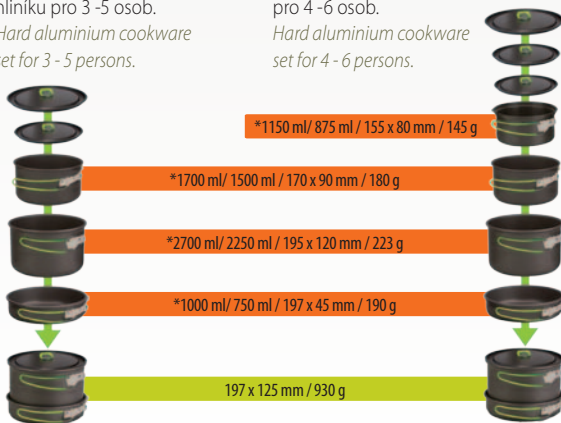 hliníku pro 3 -5 osob.
Hard aluminium cookware
set for 3 - 5 persons.
pro 4 -6 osob.
Hard aluminium cookware
set for 4 - 6 persons.
*1150 ml/ 875 ml / 155 x 80 mm / 145 g
*1700 ml/ 1500 ml / 170 x 90 mm / 180 g
*2700 ml/ 2250 ml / 195 x 120 mm / 223 g
*1000 ml/ 750 ml / 197 x 45 mm / 190 g
197 x 125 mm / 930 g